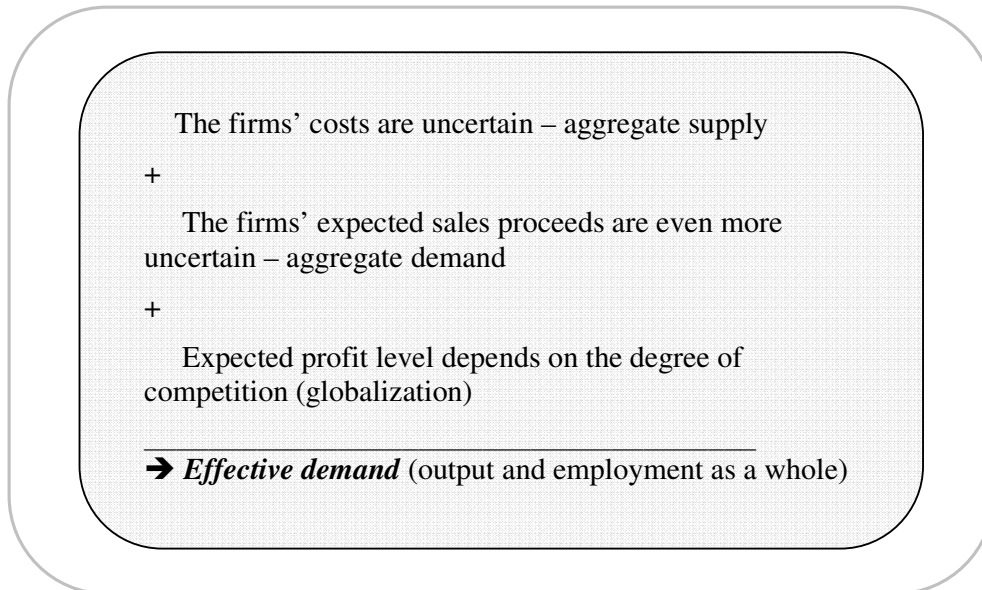 The firms’ costs are uncertain – aggregate supply
+
The firms’ expected sales proceeds are even more
uncertain – aggregate demand
+
Expected profit level depends on the degree of
competition (globalization)
➔ Effective demand (output and employment as a whole)